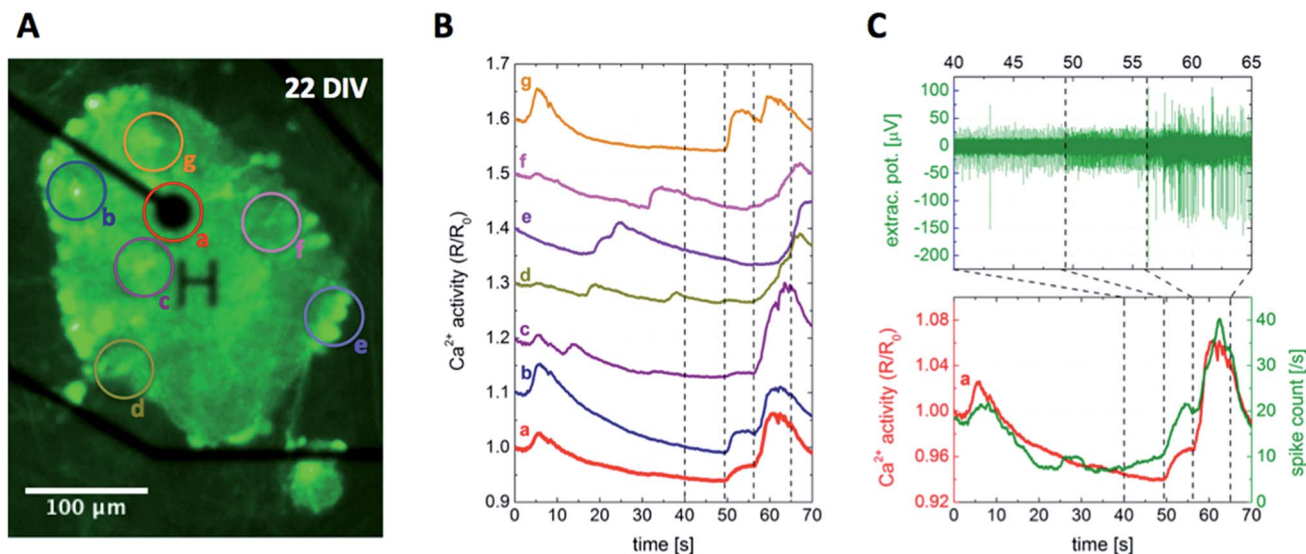 A
22 DIV
g
b
a
f
c
H
e
d
100 µm
B
Ca²⁺ activity (R/R₀)
1.7
1.6
1.5
1.4
1.3
1.2
1.1
1.0
0.9
g
f
e
d
c
b
a
0 10 20 30 40 50 60 70
time [s]
C
40 45 50 55 60 65
extrac. pot. [µV]
100
50
0
-50
-100
-150
-200
Ca²⁺ activity (R/R₀)
1.08
1.04
1.00
0.96
0.92
a
40
30
20
10
0
spike count [/s]
0 10 20 30 40 50 60 70
time [s]